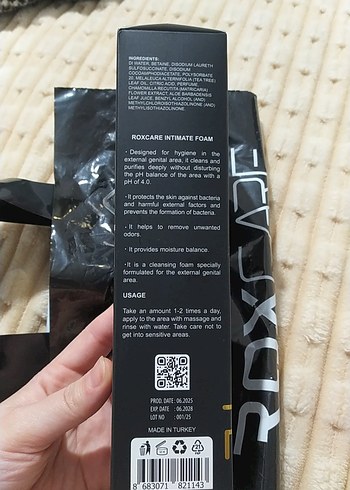 INGREDIENTS:
DI WATER, BETAINE, DISODIUM LAURETH
SULFOSUCCINATE, DISODIUM
COCOAMPHODIACETATE, POLYSORBATE
20, MELALEUCA ALTERNIFOLIA (TEA TREE)
LEAF OIL, CITRIC ACID, PERFUME,
CHAMOMILLA RECUTITA (MATRICARIA)
FLOWER EXTRACT, ALOE BARBADENSIS
LEAF JUICE, BENZYL ALCOHOL (AND)
METHYLCHLOROISOTHIAZOLINONE (AND)
METHYLISOTHIAZOLINONE.
ROXCARE INTIMATE FOAM
· Designed for hygiene in the
external genital area, it cleans and
purifies deeply without disturbing
the pH balance of the area with a
pH of 4.0.
· It protects the skin against bacteria
and harmful external factors and
prevents the formation of bacteria.
· It helps to remove unwanted
odors.
· It provides moisture balance.
· It is a cleansing foam specially
formulated for the external genital
area.
USAGE
Take an amount 1-2 times a day,
apply to the area with massage and
rinse with water. Take care not to
get into sensitive areas.
PROD. DATE : 06.2025
EXP. DATE : 06.2028
LOT NO : 001/25
MADE IN TURKEY
8 683071 821143
ROXCARE